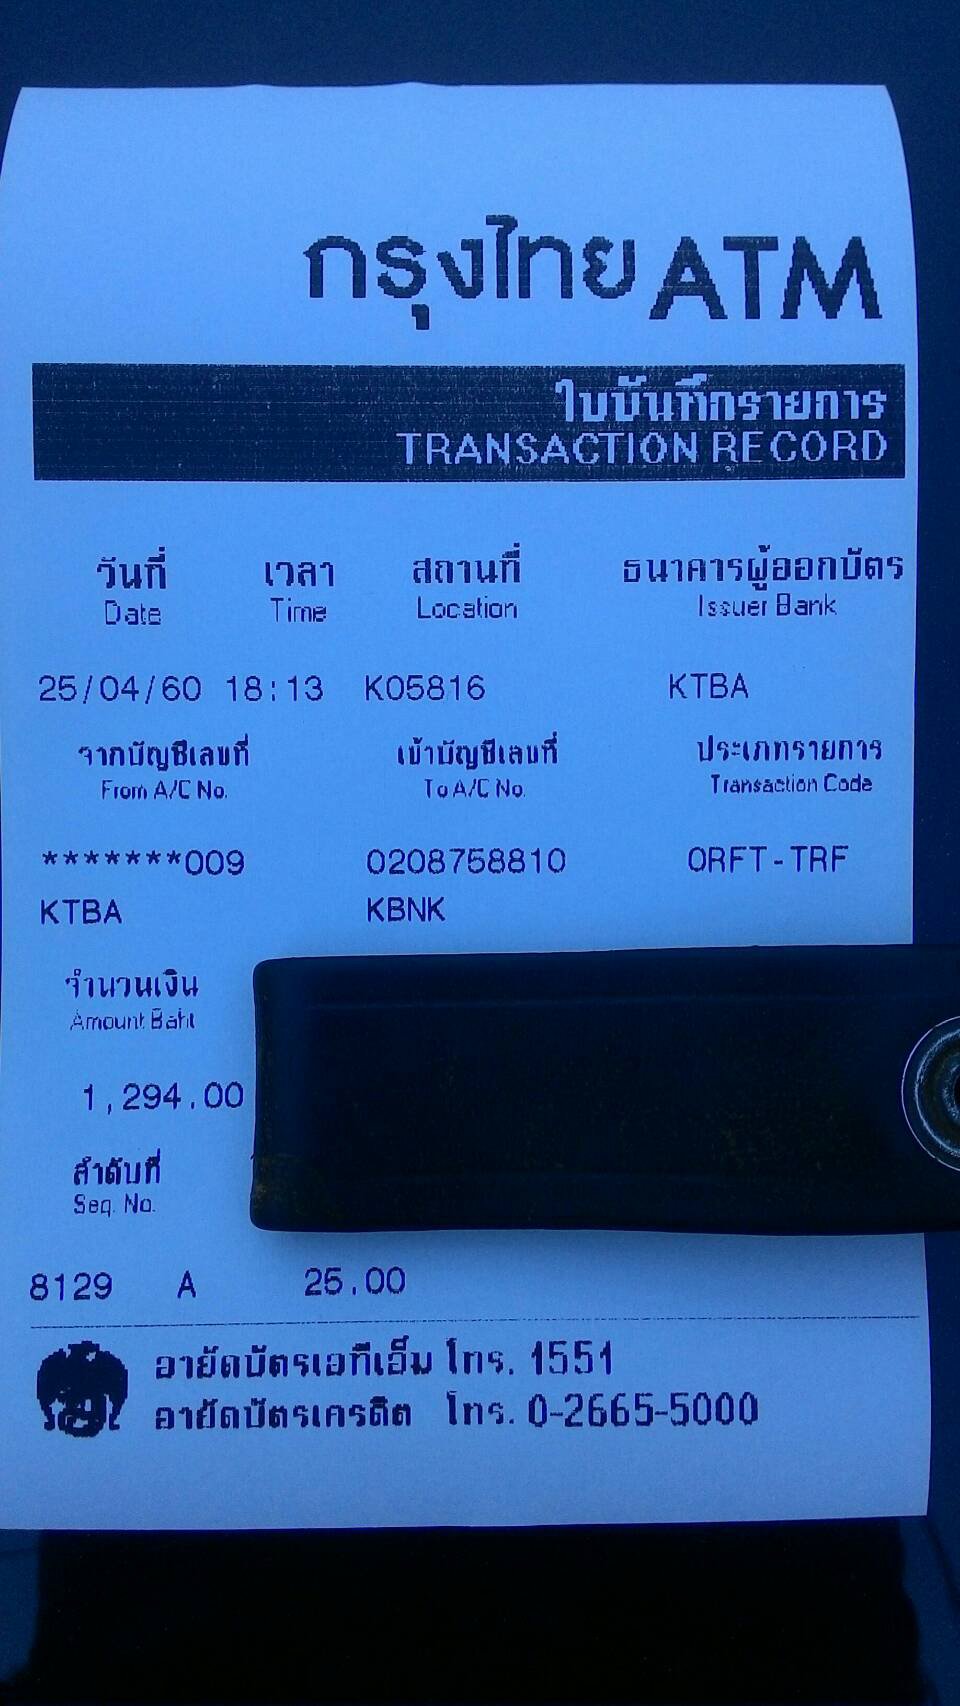 กรุงไทย ATM
ใบบันทึกรายการ
TRANSACTION RECORD
วันที่ เวลา สถานที่ ธนาคารผู้ออกบัตร
Date Time Location Issuer Bank
25/04/60 18:13 K05816 KTBA
จากบัญชีเลขที่ เข้าบัญชีเลขที่ ประเภทรายการ
From A/C No. To A/C No. Transaction Code
*******009 0208758810 ORFT-TRF
KTBA KBNK
จำนวนเงิน
Amount Baht
1,294.00
ลำดับที่
Seq. No.
8129 A 25.00
อายัดบัตรเอทีเอ็ม โทร. 1551
อายัดบัตรเครดิต โทร. 0-2665-5000